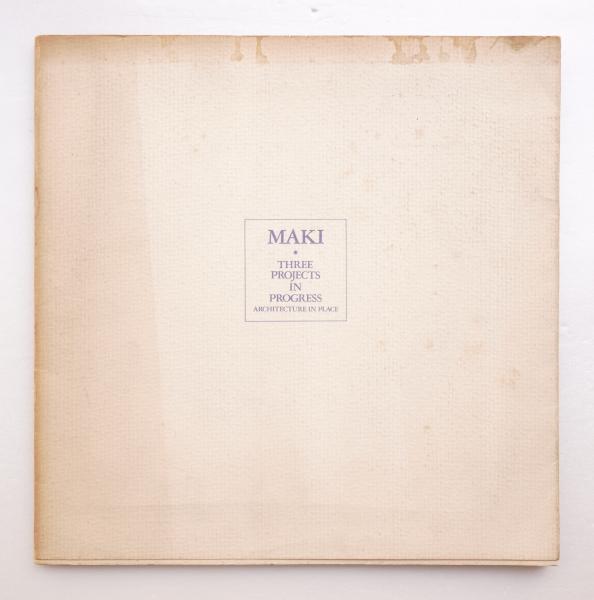 MAKI
THREE
PROJECTS
IN
PROGRESS
ARCHITECTURE IN PLACE